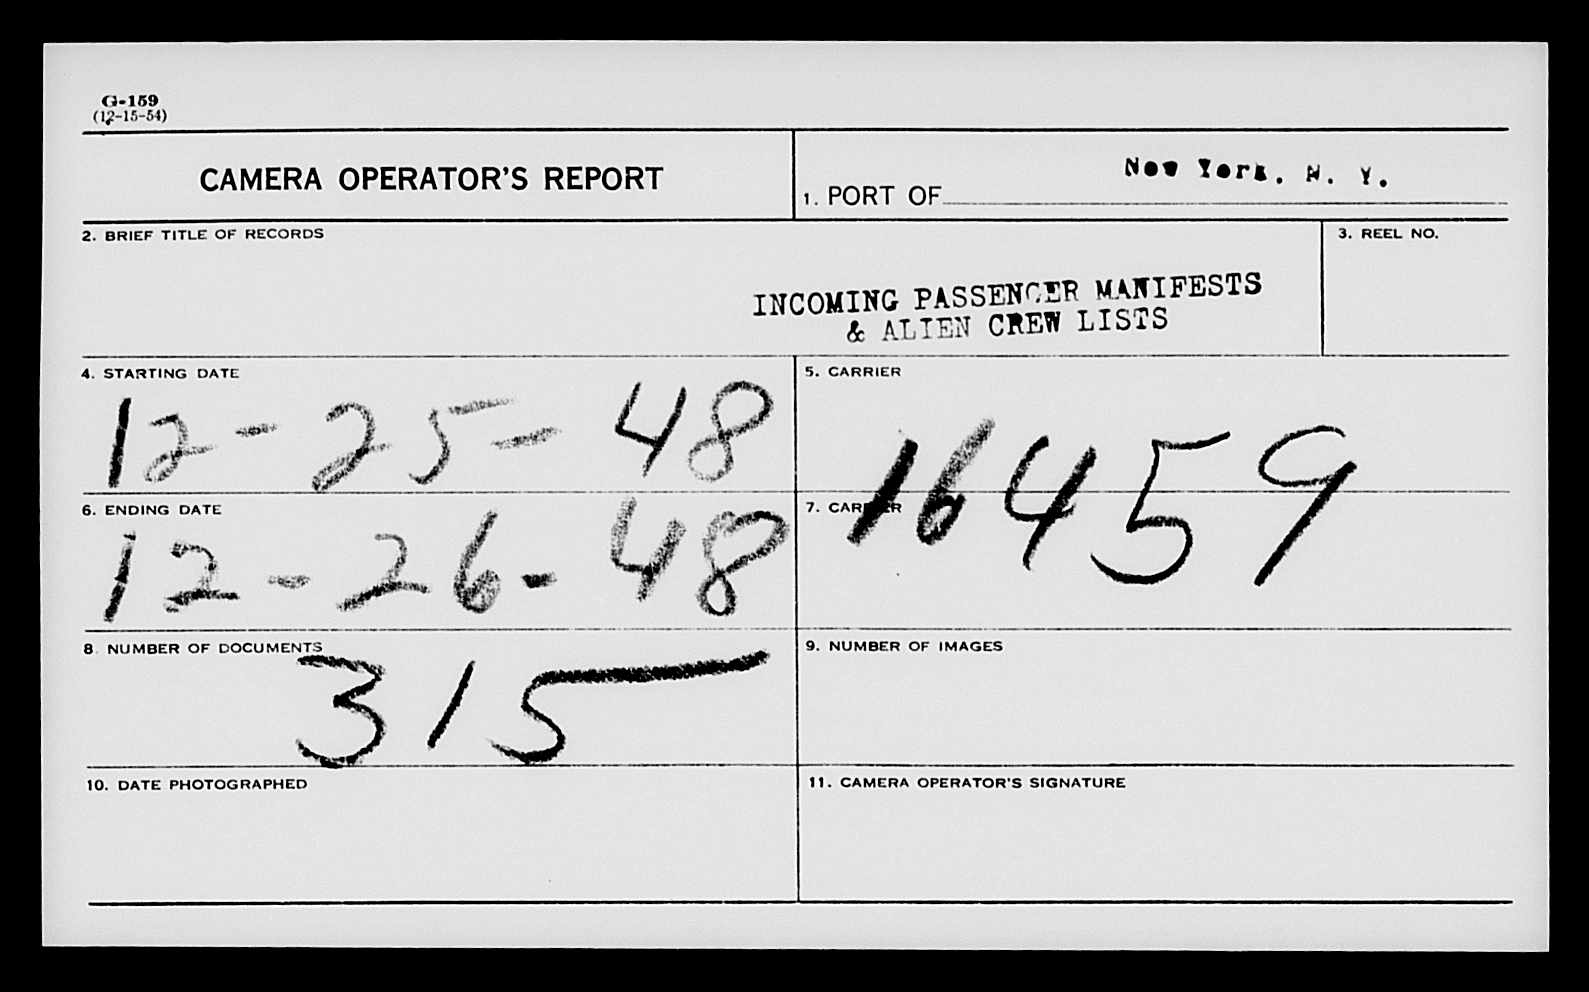 G-159
(12-15-54)
CAMERA OPERATOR'S REPORT
1. PORT OF New York, N. Y.
2. BRIEF TITLE OF RECORDS
3. REEL NO.
INCOMING PASSENGER MANIFESTS
& ALIEN CREW LISTS
4. STARTING DATE
12-25-48
5. CARRIER
16459
6. ENDING DATE
12-26-48
7. CARRIER
8. NUMBER OF DOCUMENTS
315
9. NUMBER OF IMAGES
10. DATE PHOTOGRAPHED
11. CAMERA OPERATOR'S SIGNATURE